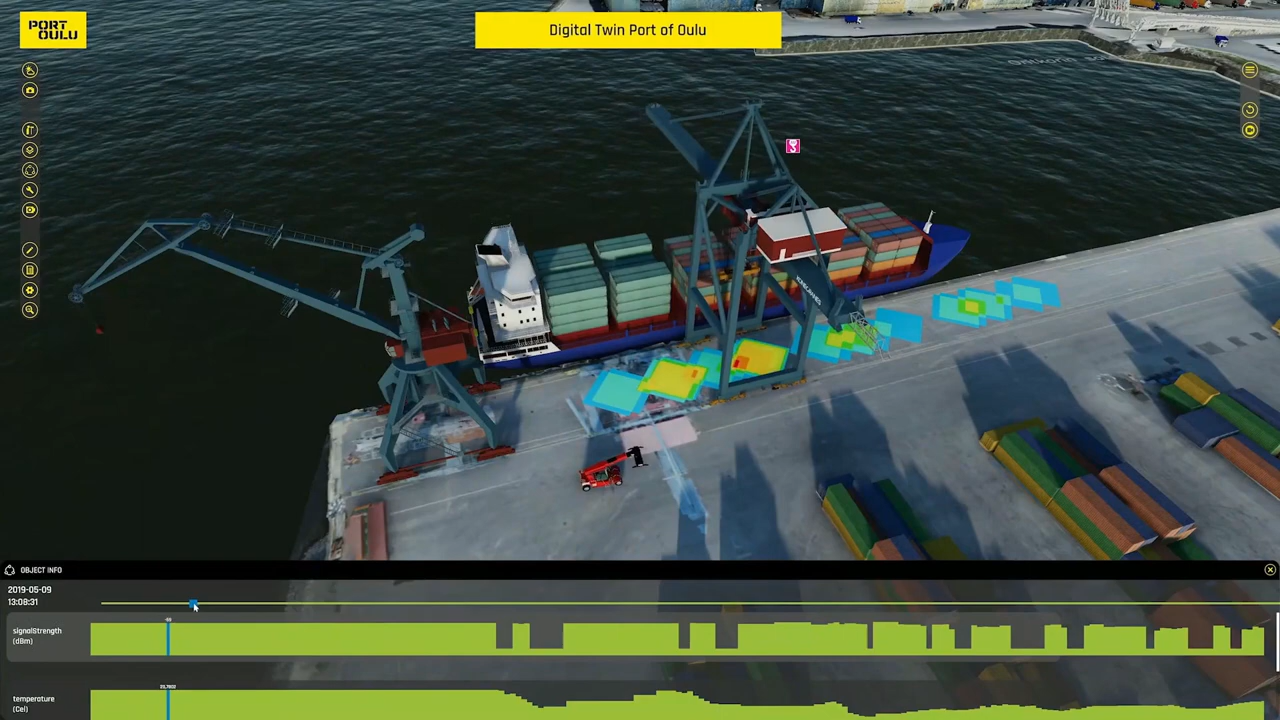 PORT
OULU
Digital Twin Port of Oulu
OBJECT INFO
2019-05-09
13:08:31
signalStrength
(dBm)
temperature
(Cel)